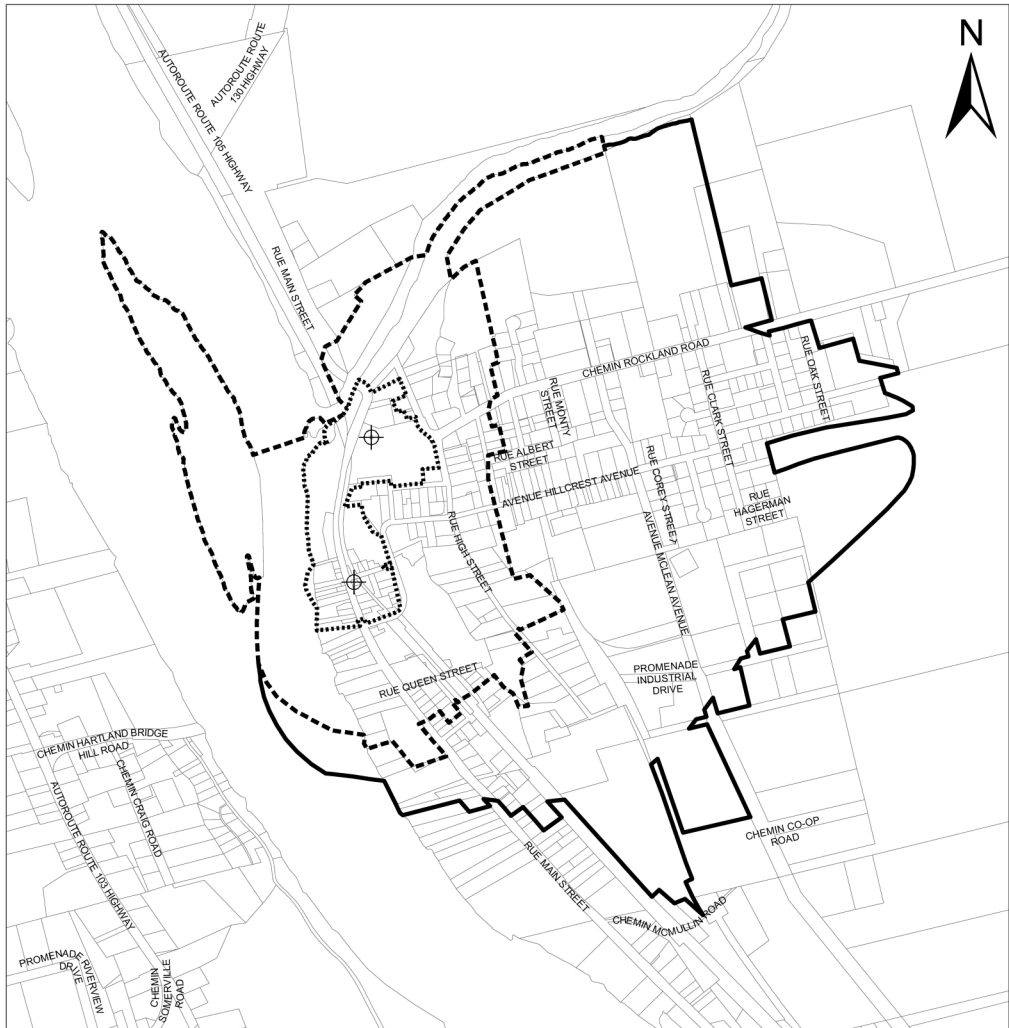 N
AUTOROUTE ROUTE
130 HIGHWAY
AUTOROUTE ROUTE 105 HIGHWAY
RUE MAIN STREET
CHEMIN ROCKLAND ROAD
RUE OAK STREET
RUE MONTY
STREET
RUE CLARK STREET
RUE ALBERT
STREET
RUE COREY STREET
AVENUE HILLCREST AVENUE
RUE
HAGERMAN
STREET
RUE HIGH STREET
AVENUE MCLEAN AVENUE
PROMENADE
INDUSTRIAL
DRIVE
RUE QUEEN STREET
CHEMIN HARTLAND BRIDGE
HILL ROAD
CHEMIN CRAIG ROAD
AUTOROUTE ROUTE 103 HIGHWAY
CHEMIN CO-OP
ROAD
RUE MAIN STREET
CHEMIN MCMULLIN ROAD
PROMENADE RIVERVIEW
DRIVE
CHEMIN
SOMERVILLE
ROAD